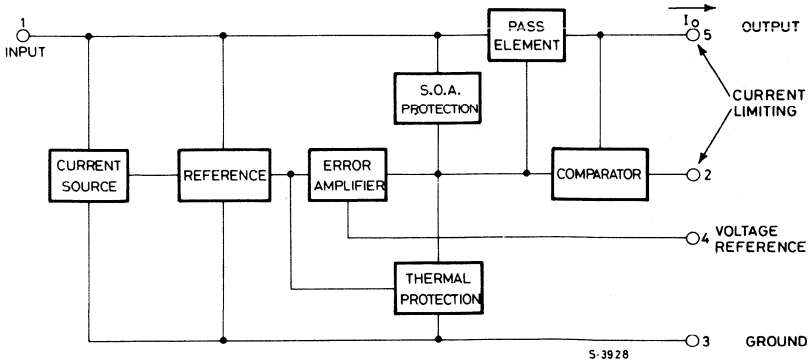 1
INPUT
PASS
ELEMENT
Io
5
OUTPUT
S.O.A.
PROTECTION
CURRENT
LIMITING
CURRENT
SOURCE
REFERENCE
ERROR
AMPLIFIER
COMPARATOR
2
4
VOLTAGE
REFERENCE
THERMAL
PROTECTION
3
GROUND
S-3928